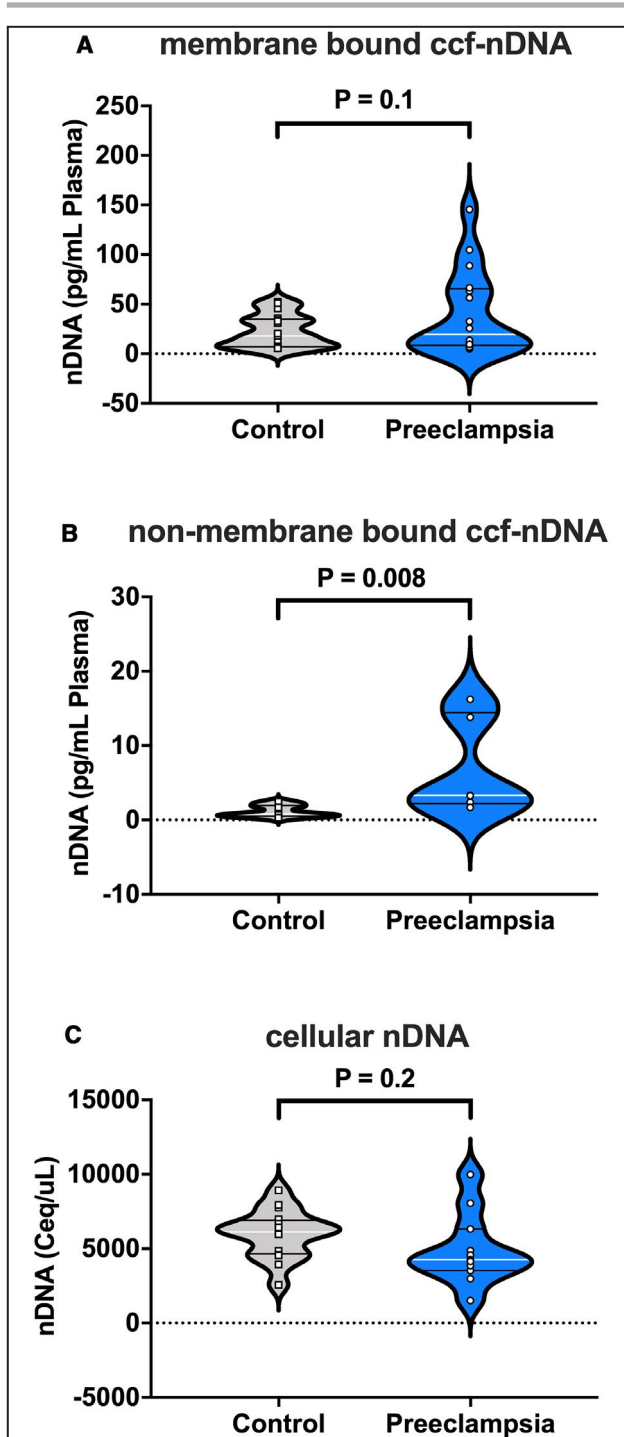 A membrane bound ccf-nDNA
P = 0.1
nDNA (pg/mL Plasma)
250
200
150
100
50
0
-50
Control Preeclampsia
B non-membrane bound ccf-nDNA
P = 0.008
nDNA (pg/mL Plasma)
30
20
10
0
-10
Control Preeclampsia
C cellular nDNA
P = 0.2
nDNA (Ceq/uL)
15000
10000
5000
0
-5000
Control Preeclampsia